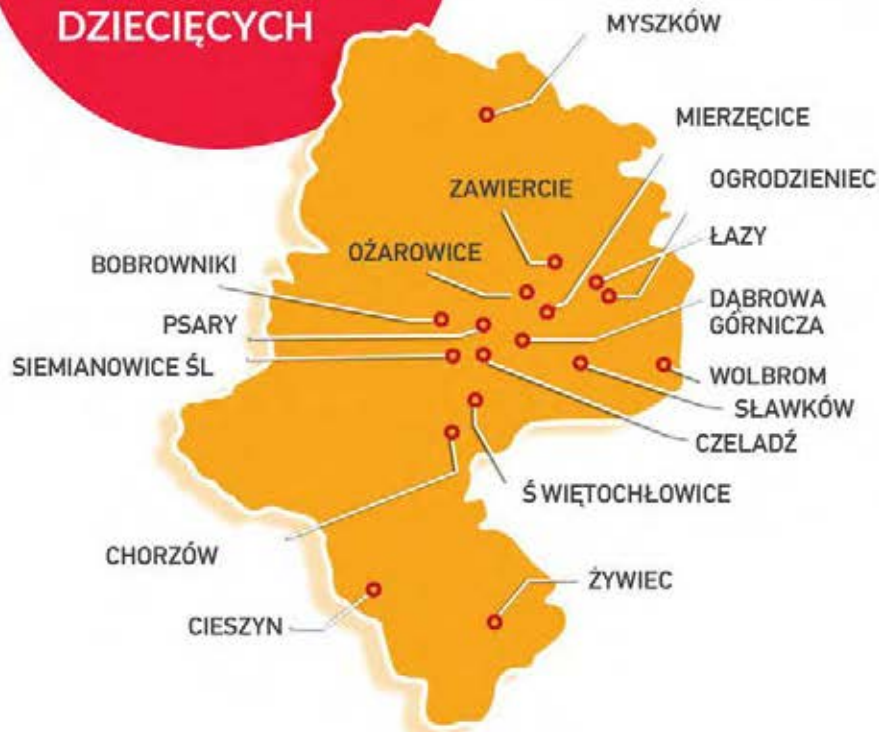 DZIECIĘCYCH
MYSZKÓW
MIERZĘCICE
ZAWIERCIE
OGRODZIENIEC
ŁAZY
OŻAROWICE
BOBROWNIKI
DĄBROWA
GÓRNICZA
PSARY
SIEMIANOWICE ŚL
WOLBROM
SŁAWKÓW
CZELADŹ
Ś WIĘTOCHŁOWICE
CHORZÓW
ŻYWIEC
CIESZYN